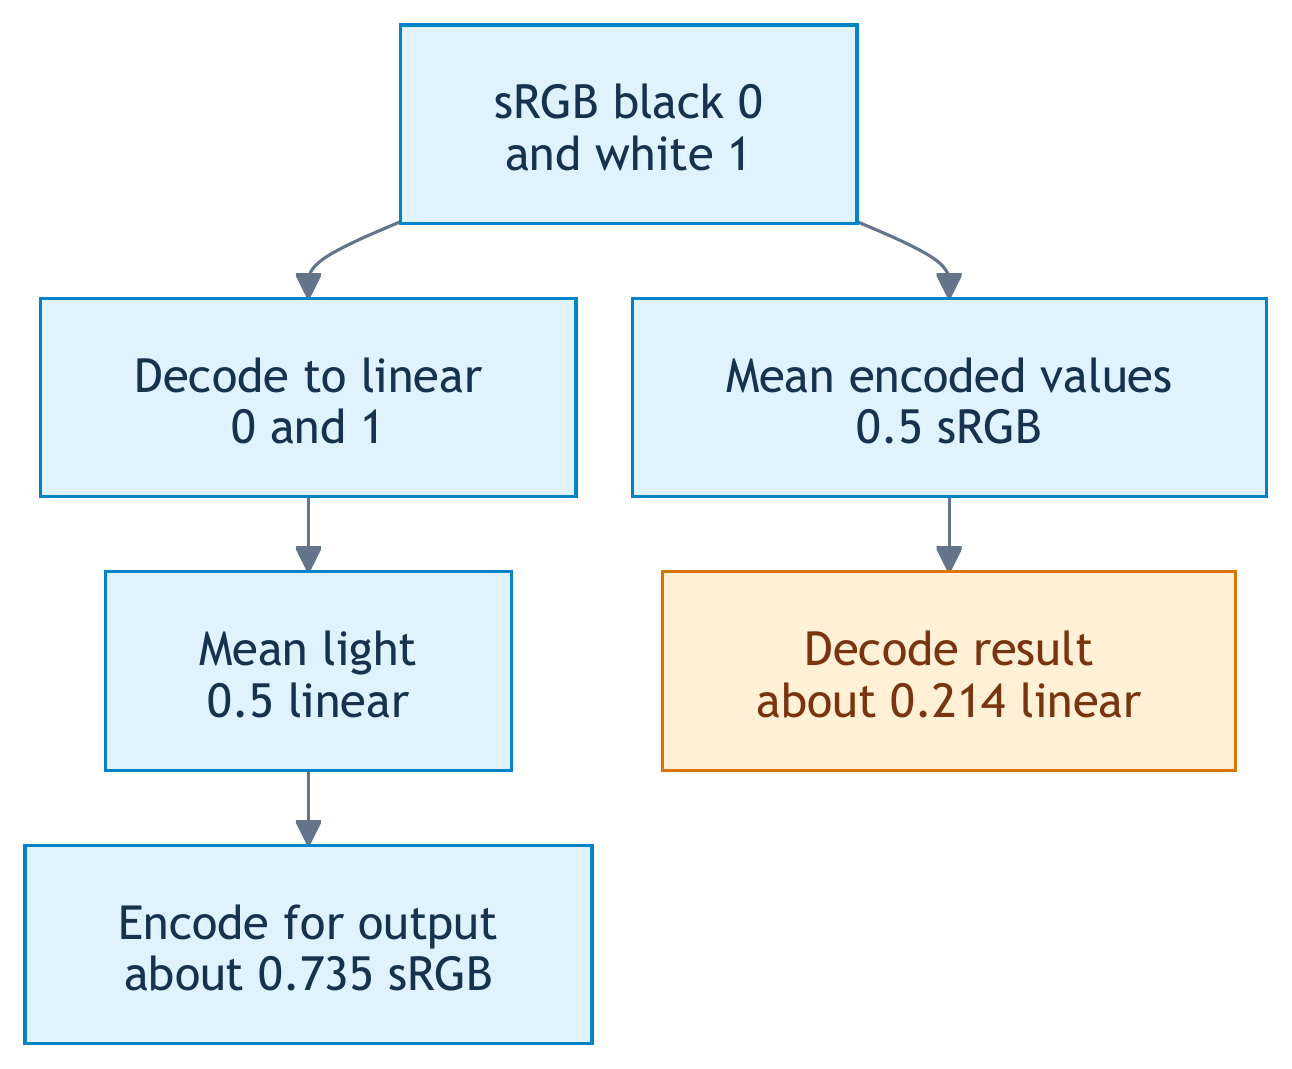 sRGB black 0
and white 1
Decode to linear
0 and 1
Mean encoded values
0.5 sRGB
Mean light
0.5 linear
Decode result
about 0.214 linear
Encode for output
about 0.735 sRGB